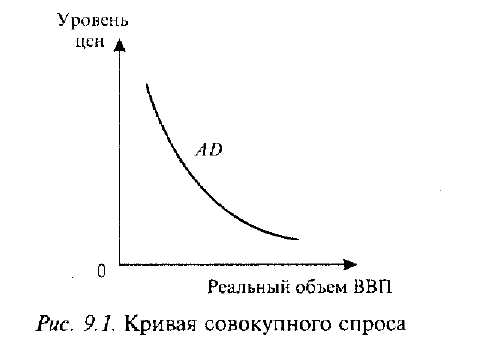 Уровень
цен
AD
0
Реальный объем ВВП
Рис. 9.1. Кривая совокупного спроса